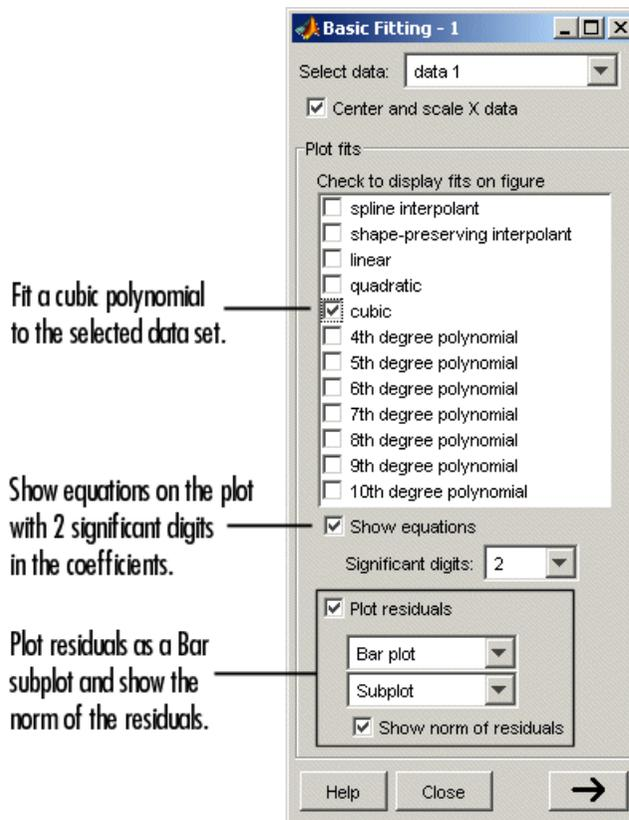 Basic Fitting - 1
Select data: data 1
Center and scale X data
Plot fits
Check to display fits on figure
spline interpolant
shape-preserving interpolant
linear
quadratic
cubic
4th degree polynomial
5th degree polynomial
6th degree polynomial
7th degree polynomial
8th degree polynomial
9th degree polynomial
10th degree polynomial
Show equations
Significant digits: 2
Plot residuals
Bar plot
Subplot
Show norm of residuals
Help Close
Fit a cubic polynomial
to the selected data set.
Show equations on the plot
with 2 significant digits
in the coefficients.
Plot residuals as a Bar
subplot and show the
norm of the residuals.